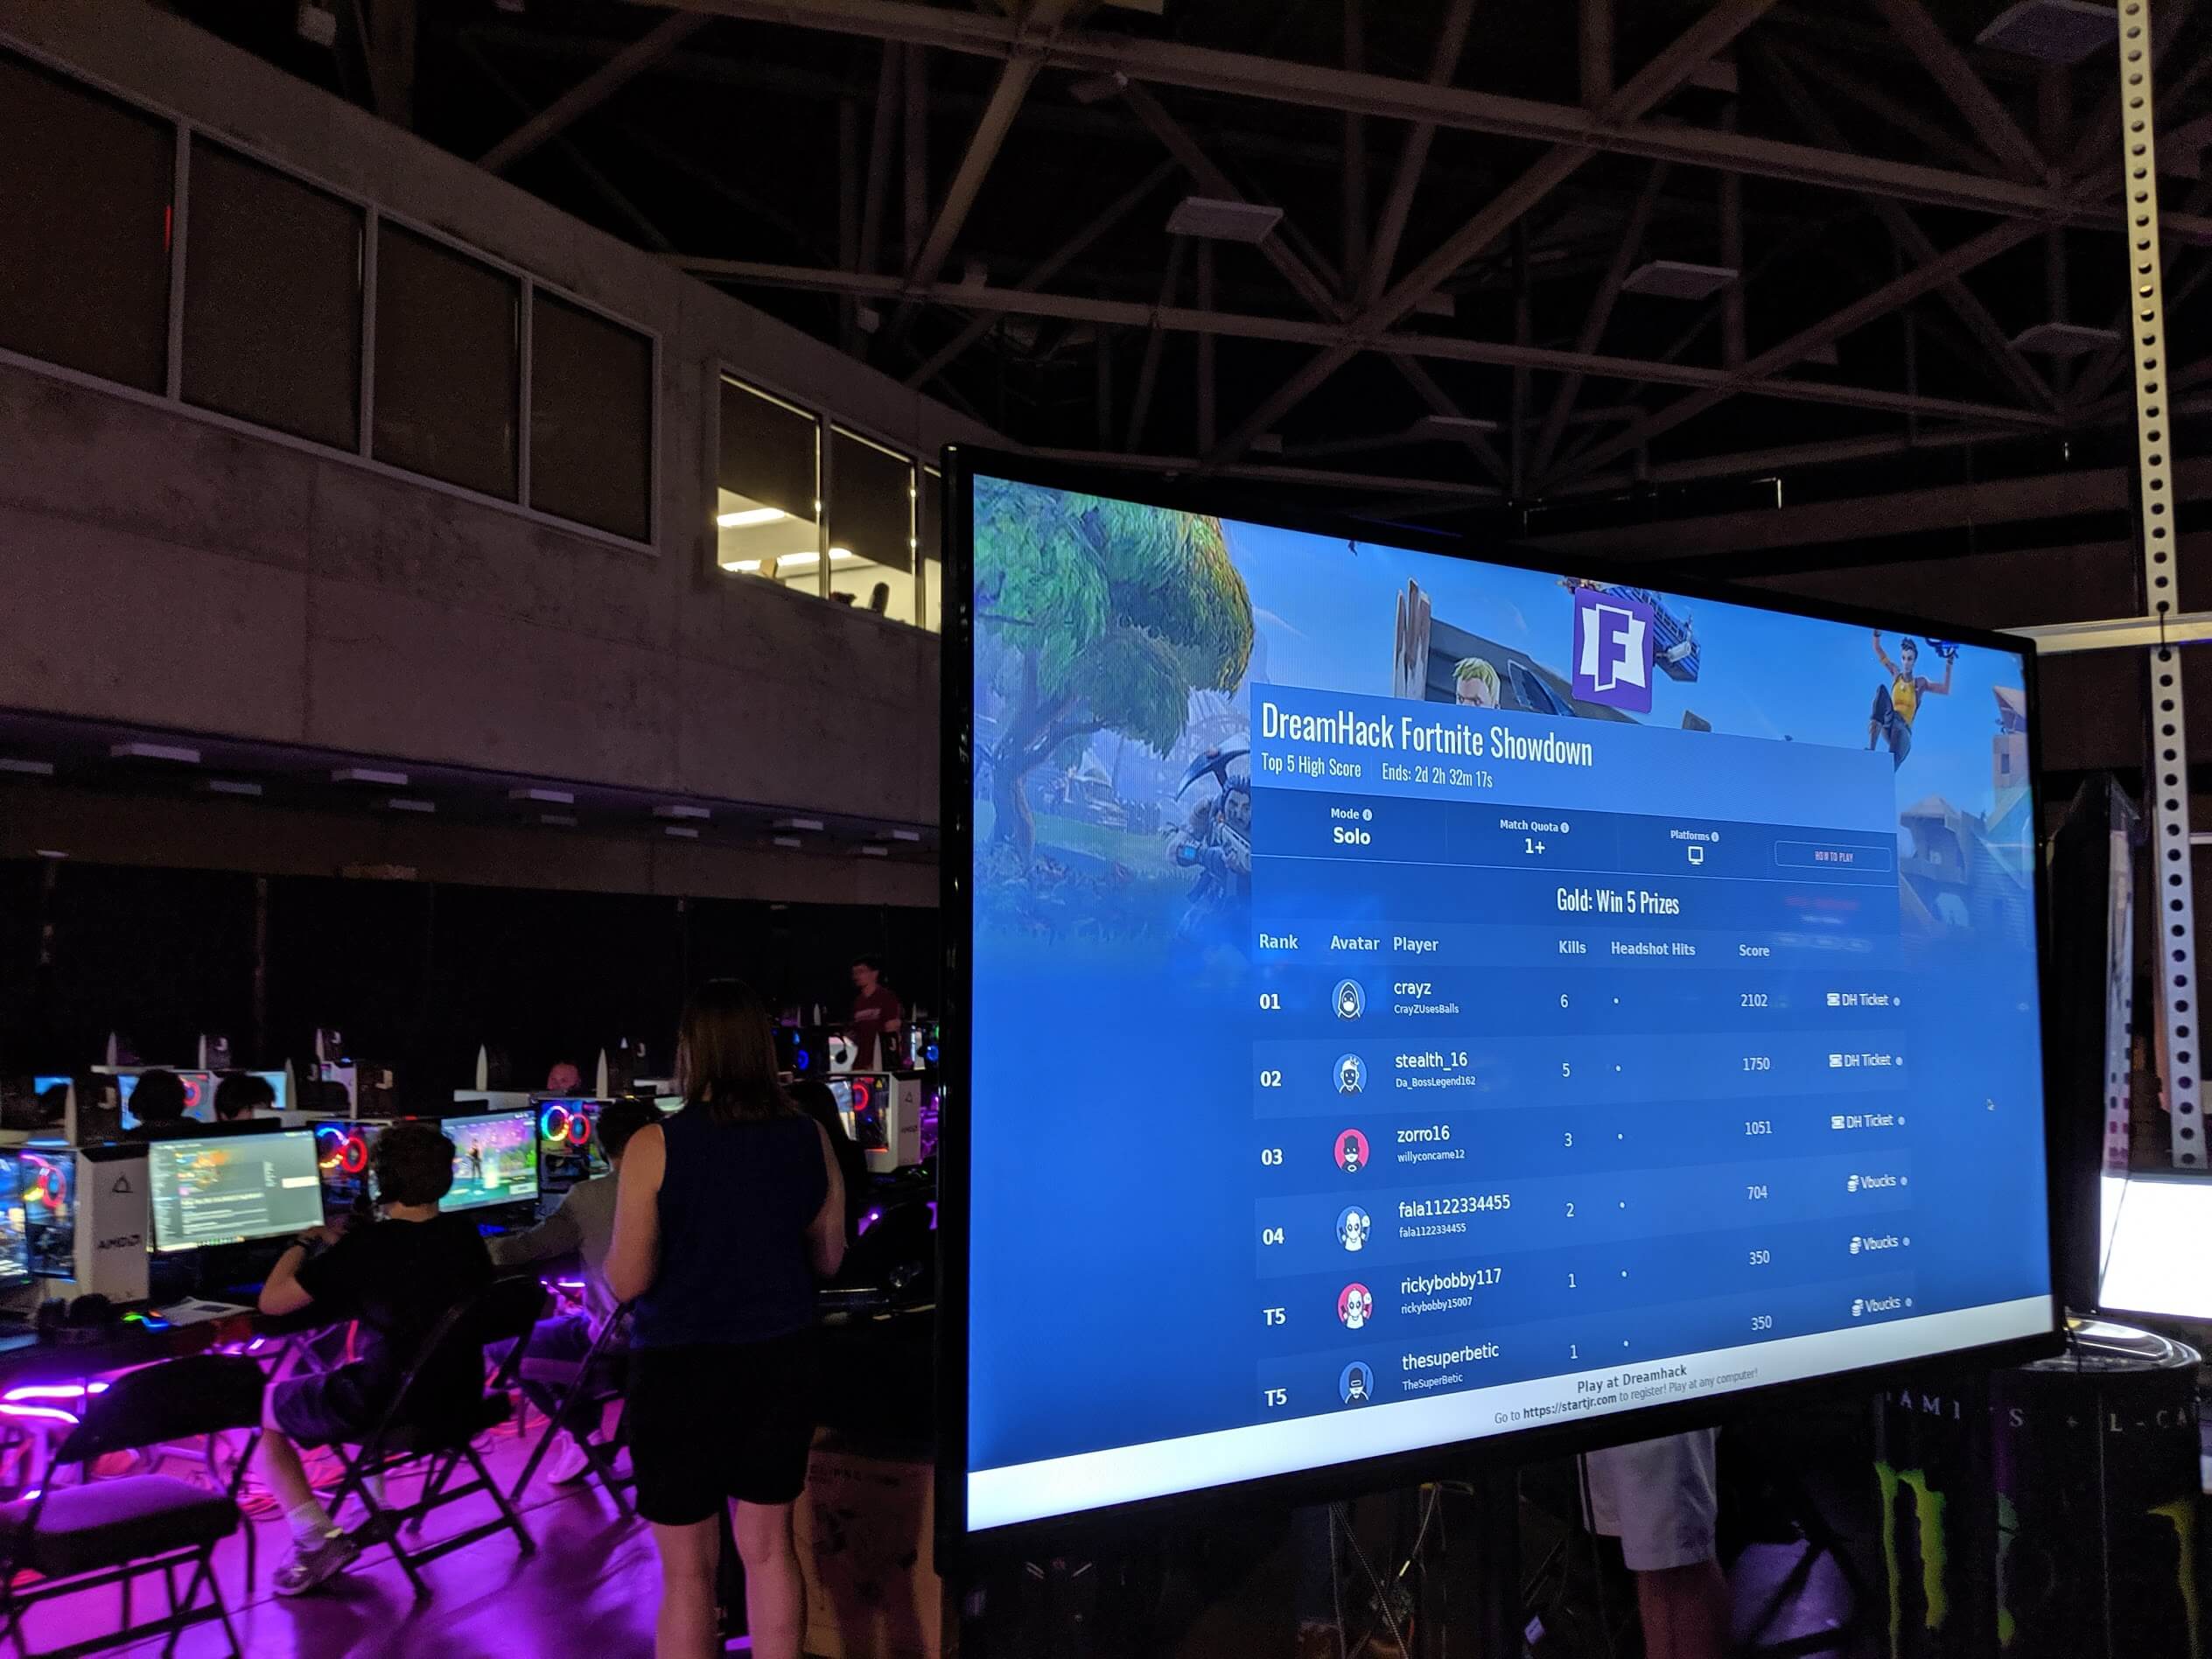 F
DreamHack Fortnite Showdown
Top 5 High Score Ends: 2d 2h 32m 17s
Mode Match Quota Platforms
Solo 1+ HOW TO PLAY
Gold: Win 5 Prizes
Rank Avatar Player Kills Headshot Hits Score
01 crayz 6 • 2102 DH Ticket
CrayZUsesBalls
02 stealth_16 5 • 1750 DH Ticket
Da_BossLegend162
03 zorro16 3 • 1051 DH Ticket
willyconcarne12
04 fala1122334455 2 • 704 Vbucks
fala1122334455
T5 rickybobby117 1 • 350 Vbucks
rickybobby15007
T5 thesuperbetic 1 • 350 Vbucks
TheSuperBetic
Play at Dreamhack
Go to https://startjr.com to register! Play at any computer!
AMD